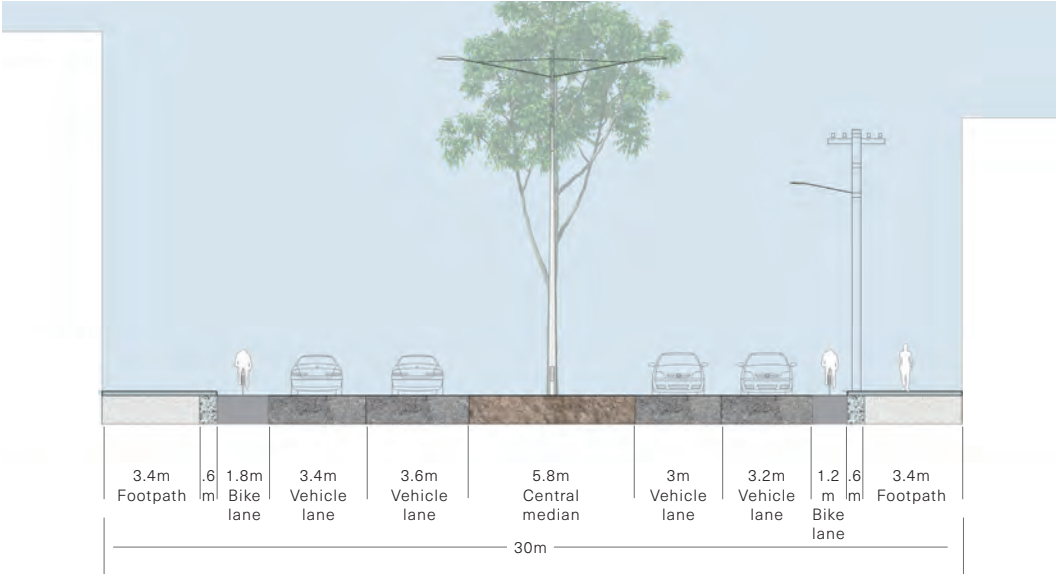 3.4m
Footpath
.6
m
1.8m
Bike
lane
3.4m
Vehicle
lane
3.6m
Vehicle
lane
5.8m
Central
median
3m
Vehicle
lane
3.2m
Vehicle
lane
1.2
m
Bike
lane
.6
m
3.4m
Footpath
30m